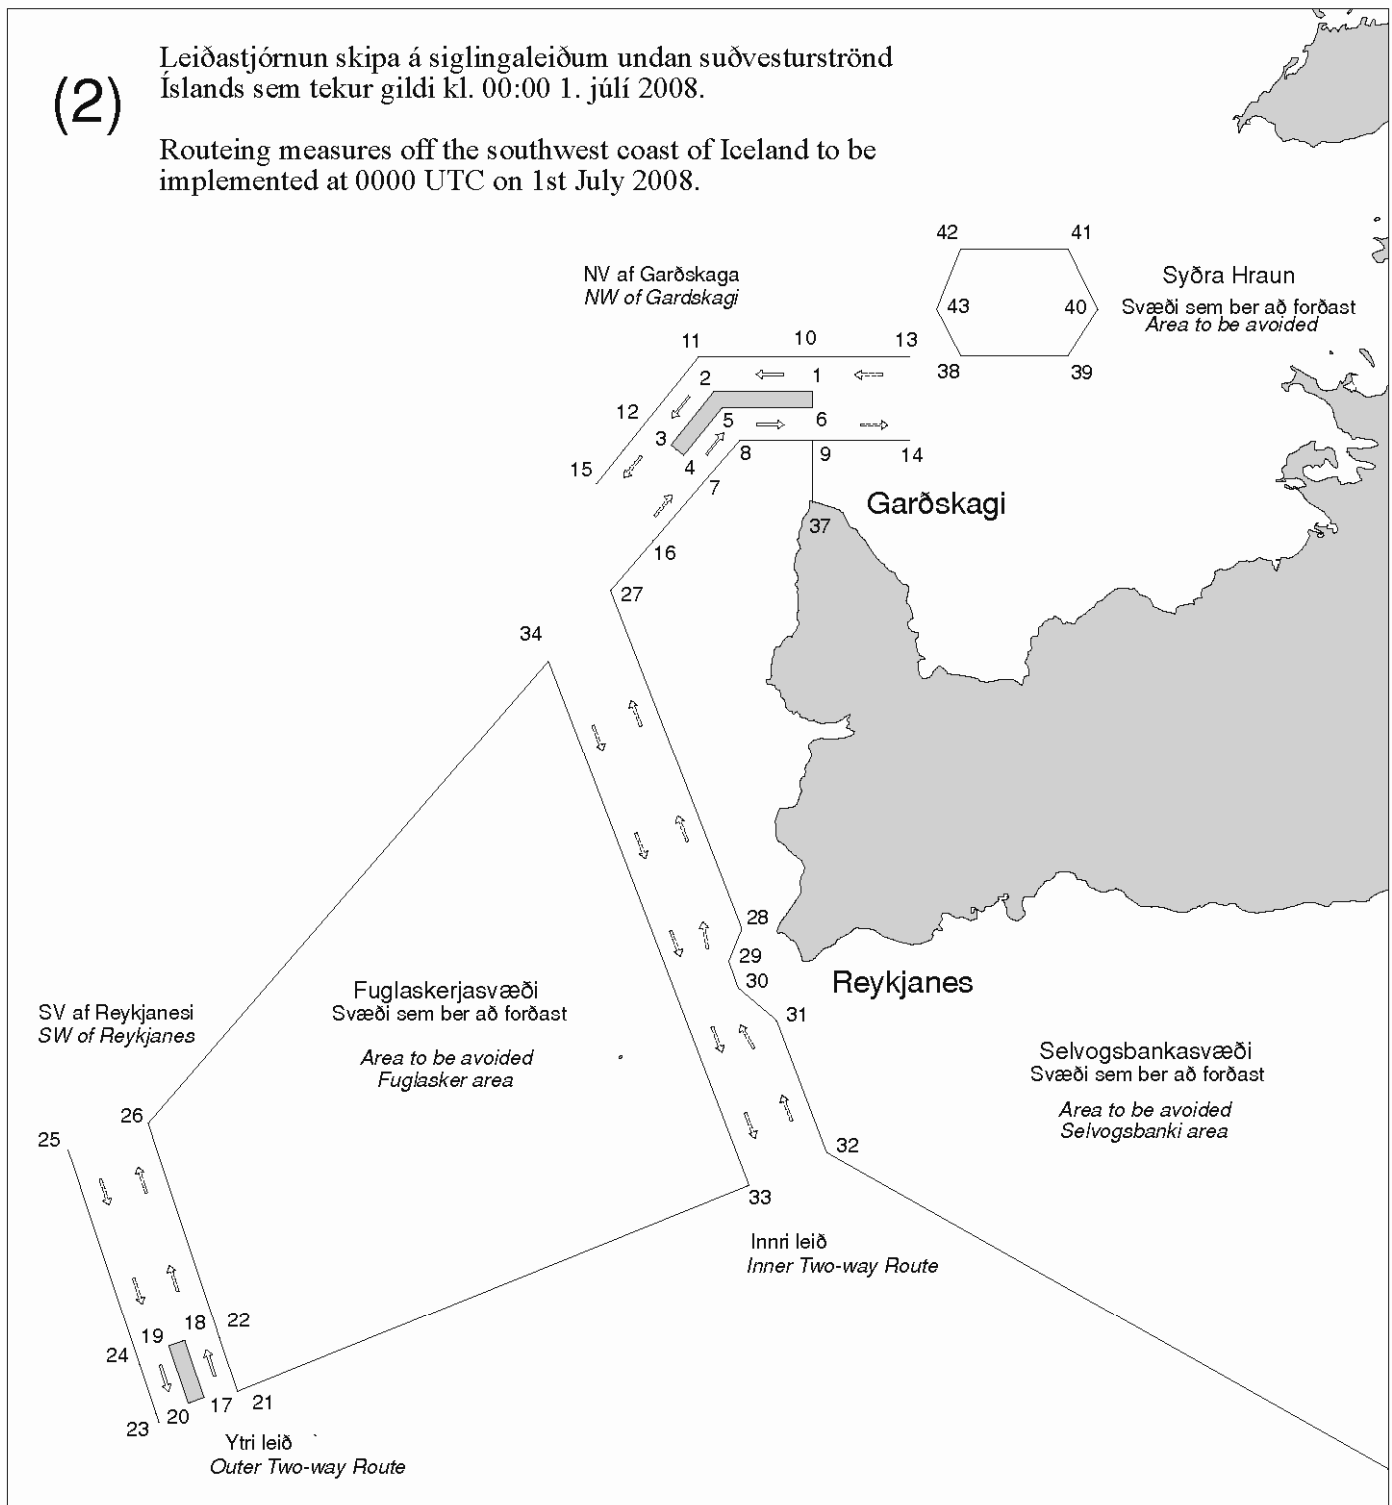 (2)
Leiðastjórnun skipa á siglingaleiðum undan suðvesturströnd
Íslands sem tekur gildi kl. 00:00 1. júlí 2008.
Routeing measures off the southwest coast of Iceland to be
implemented at 0000 UTC on 1st July 2008.
42
41
NV af Garðskaga
NW of Gardskagi
Syðra Hraun
43
40
Svæði sem ber að forðast
Area to be avoided
11
10
13
38
39
2
1
12
5
6
3
15
4
8
9
14
7
Garðskagi
37
16
27
34
28
29
30
Reykjanes
31
Fuglaskerjasvæði
Svæði sem ber að forðast
Area to be avoided
Fuglasker area
SV af Reykjanesi
SW of Reykjanes
Selvogsbankasvæði
Svæði sem ber að forðast
Area to be avoided
Selvogsbanki area
26
25
32
33
Innri leið
Inner Two-way Route
18
22
19
24
17
21
20
23
Ytri leið
Outer Two-way Route